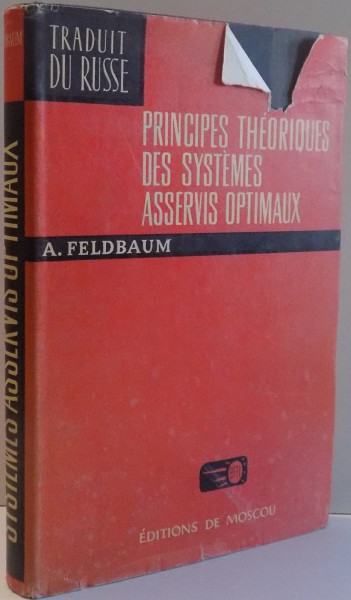 TRADUIT
DU RUSSE
PRINCIPES THÉORIQUES
DES SYSTÈMES
ASSERVIS OPTIMAUX
A. FELDBAUM
ÉDITIONS DE MOSCOU
SYSTÈMES ASSERVIS OPTIMAUX